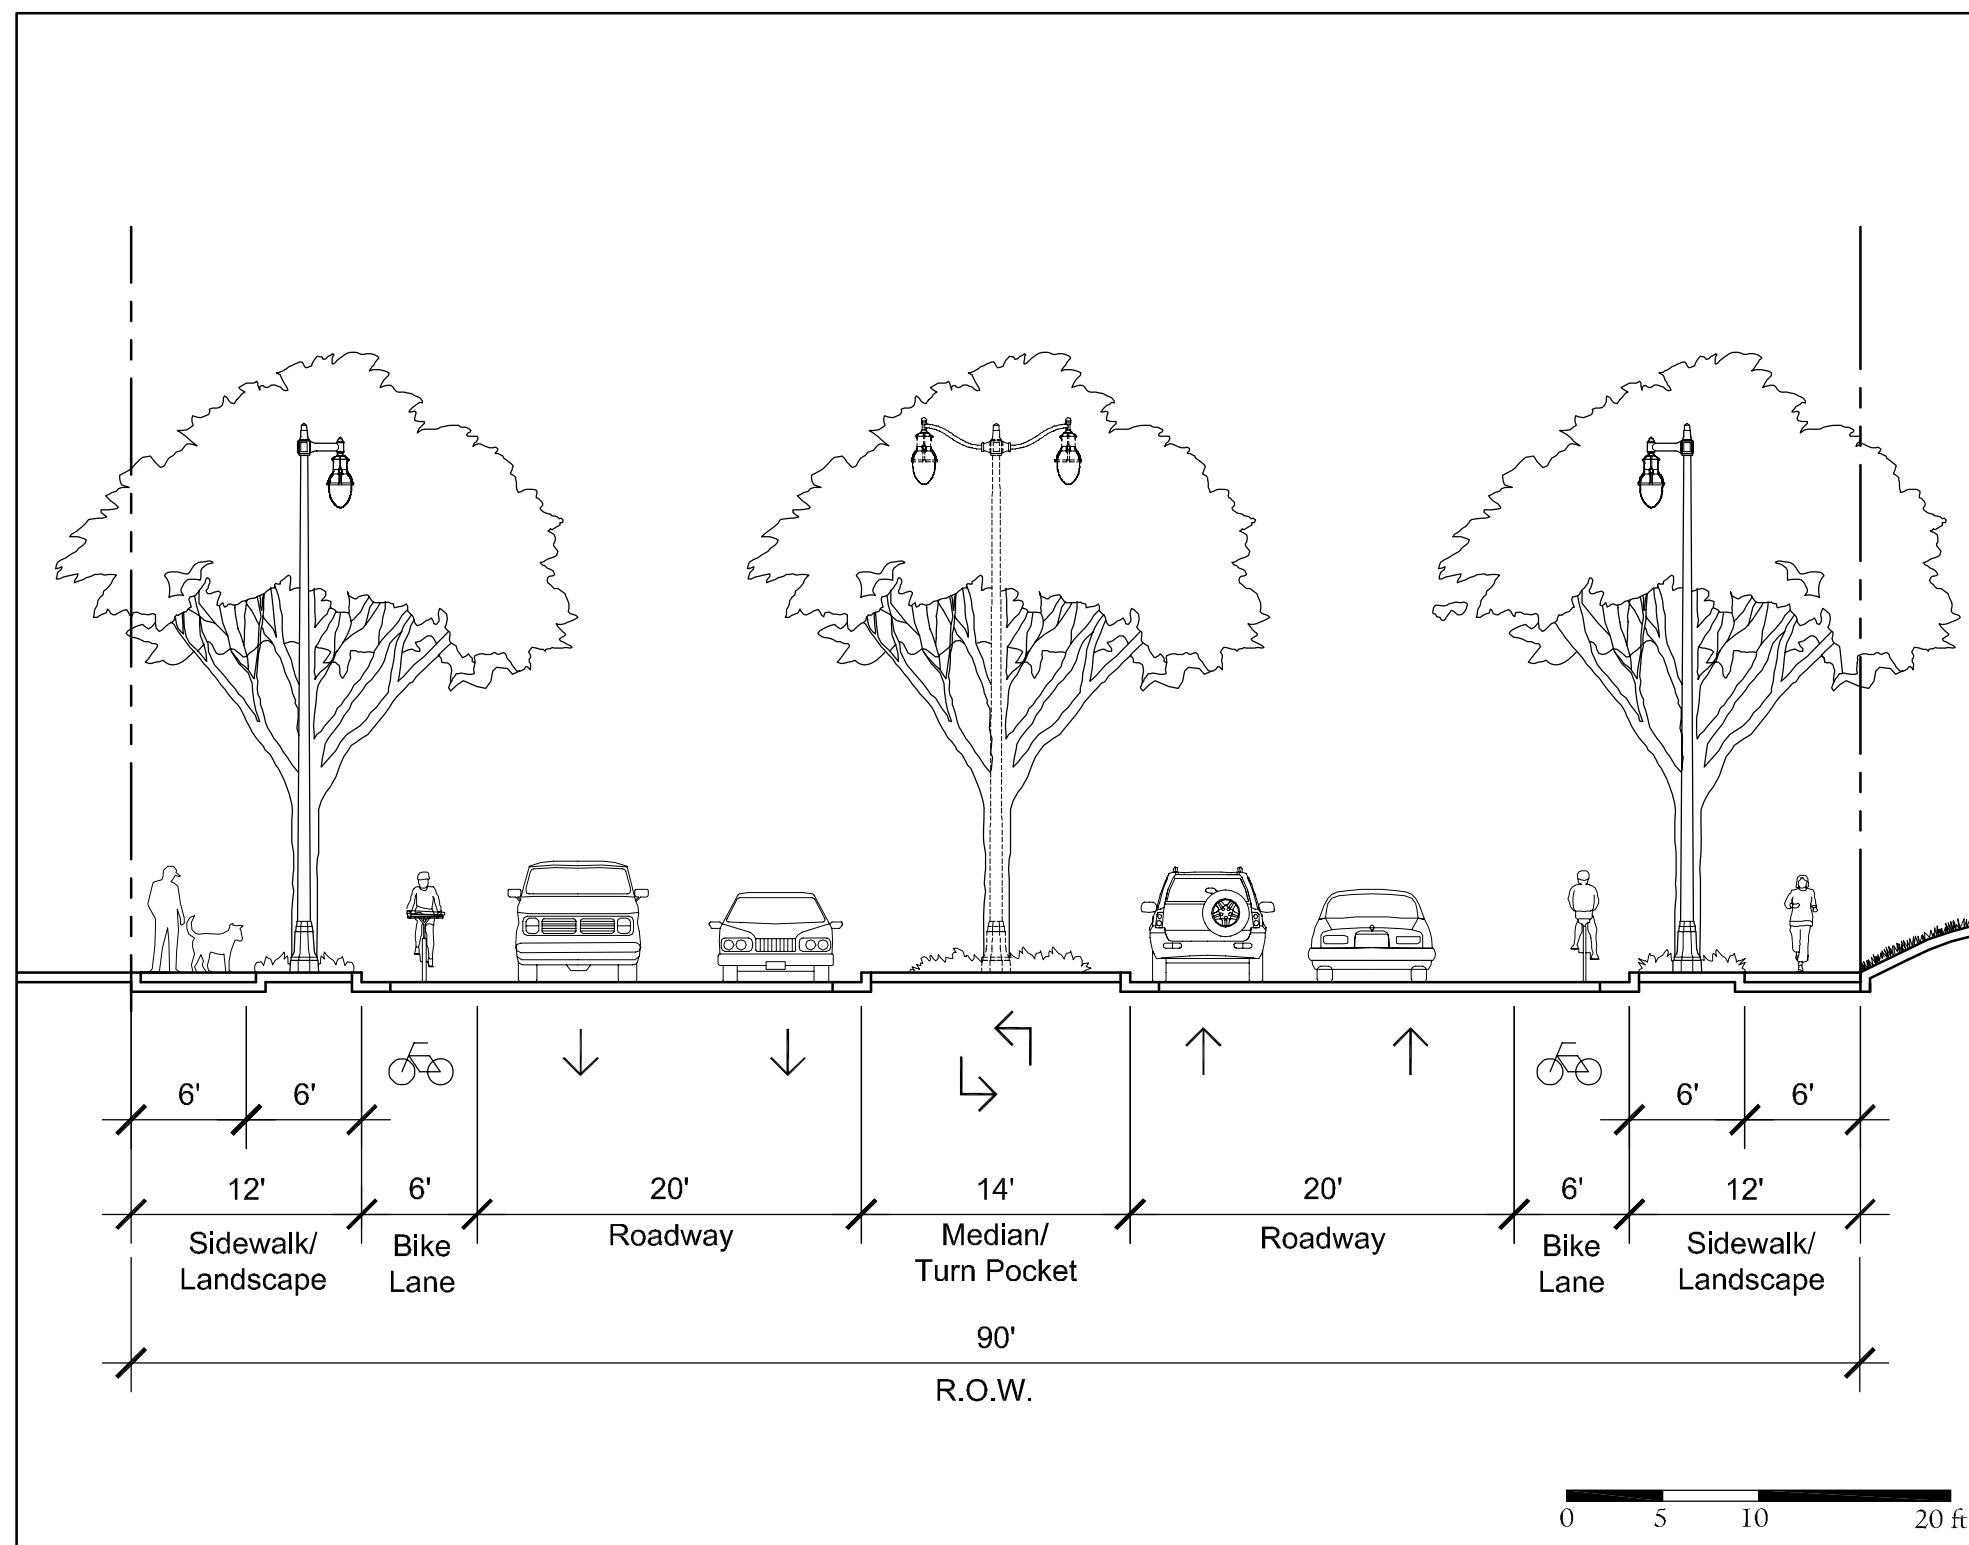 6' 6' 6' 6'
12' 6' 20' 14' 20' 6' 12'
Sidewalk/
Landscape
Bike
Lane
Roadway
Median/
Turn Pocket
Roadway
Bike
Lane
Sidewalk/
Landscape
90'
R.O.W.
0 5 10 20 ft